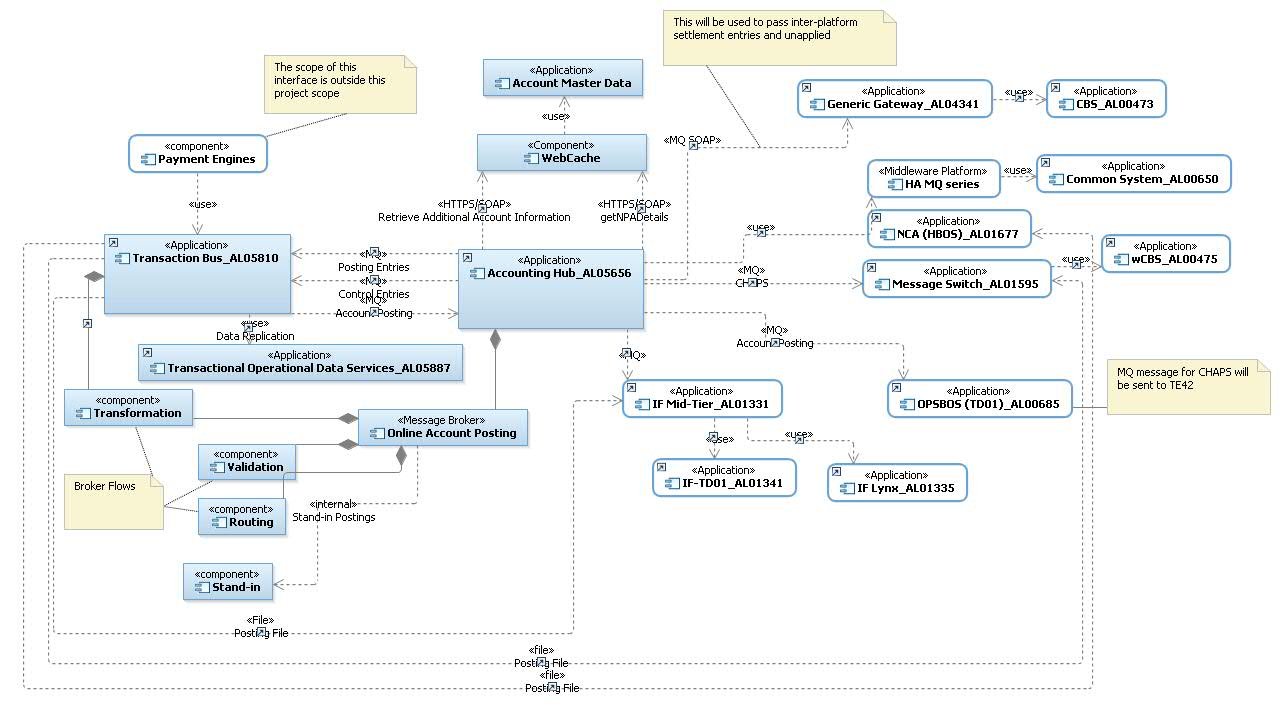 This will be used to pass inter-platform
settlement entries and unapplied
The scope of this
interface is outside this
project scope
«Application»
Account Master Data
«use»
«Application»
Generic Gateway_AL04341
«use»
«Application»
CBS_AL00473
«component»
Payment Engines
«Component»
WebCache
«MQ SOAP»
«Middleware Platform»
HA MQ series
«use»
«Application»
Common System_AL00650
«use»
«HTTPS/SOAP»
Retrieve Additional Account Information
«HTTPS/SOAP»
getNPADetails
«use»
«Application»
NCA (HBOS)_AL01677
«Application»
Transaction Bus_AL05810
«MQ»
Posting Entries
«MQ»
Control Entries
«MQ»
Account Posting
«Application»
Accounting Hub_AL05656
«MQ»
CHAPS
«Application»
Message Switch_AL01595
«use»
«Application»
wCBS_AL00475
«use»
Data Replication
«MQ»
Account Posting
«Application»
Transactional Operational Data Services_AL05887
«MQ»
MQ message for CHAPS will
be sent to TE42
«component»
Transformation
«Message Broker»
Online Account Posting
«Application»
IF Mid-Tier_AL01331
«Application»
OPSBOS (TD01)_AL00685
«use»
«use»
«component»
Validation
«Application»
IF-TD01_AL01341
«Application»
IF Lynx_AL01335
Broker Flows
«component»
Routing
«internal»
Stand-in Postings
«component»
Stand-in
«File»
Posting File
«file»
Posting File
«file»
Posting File